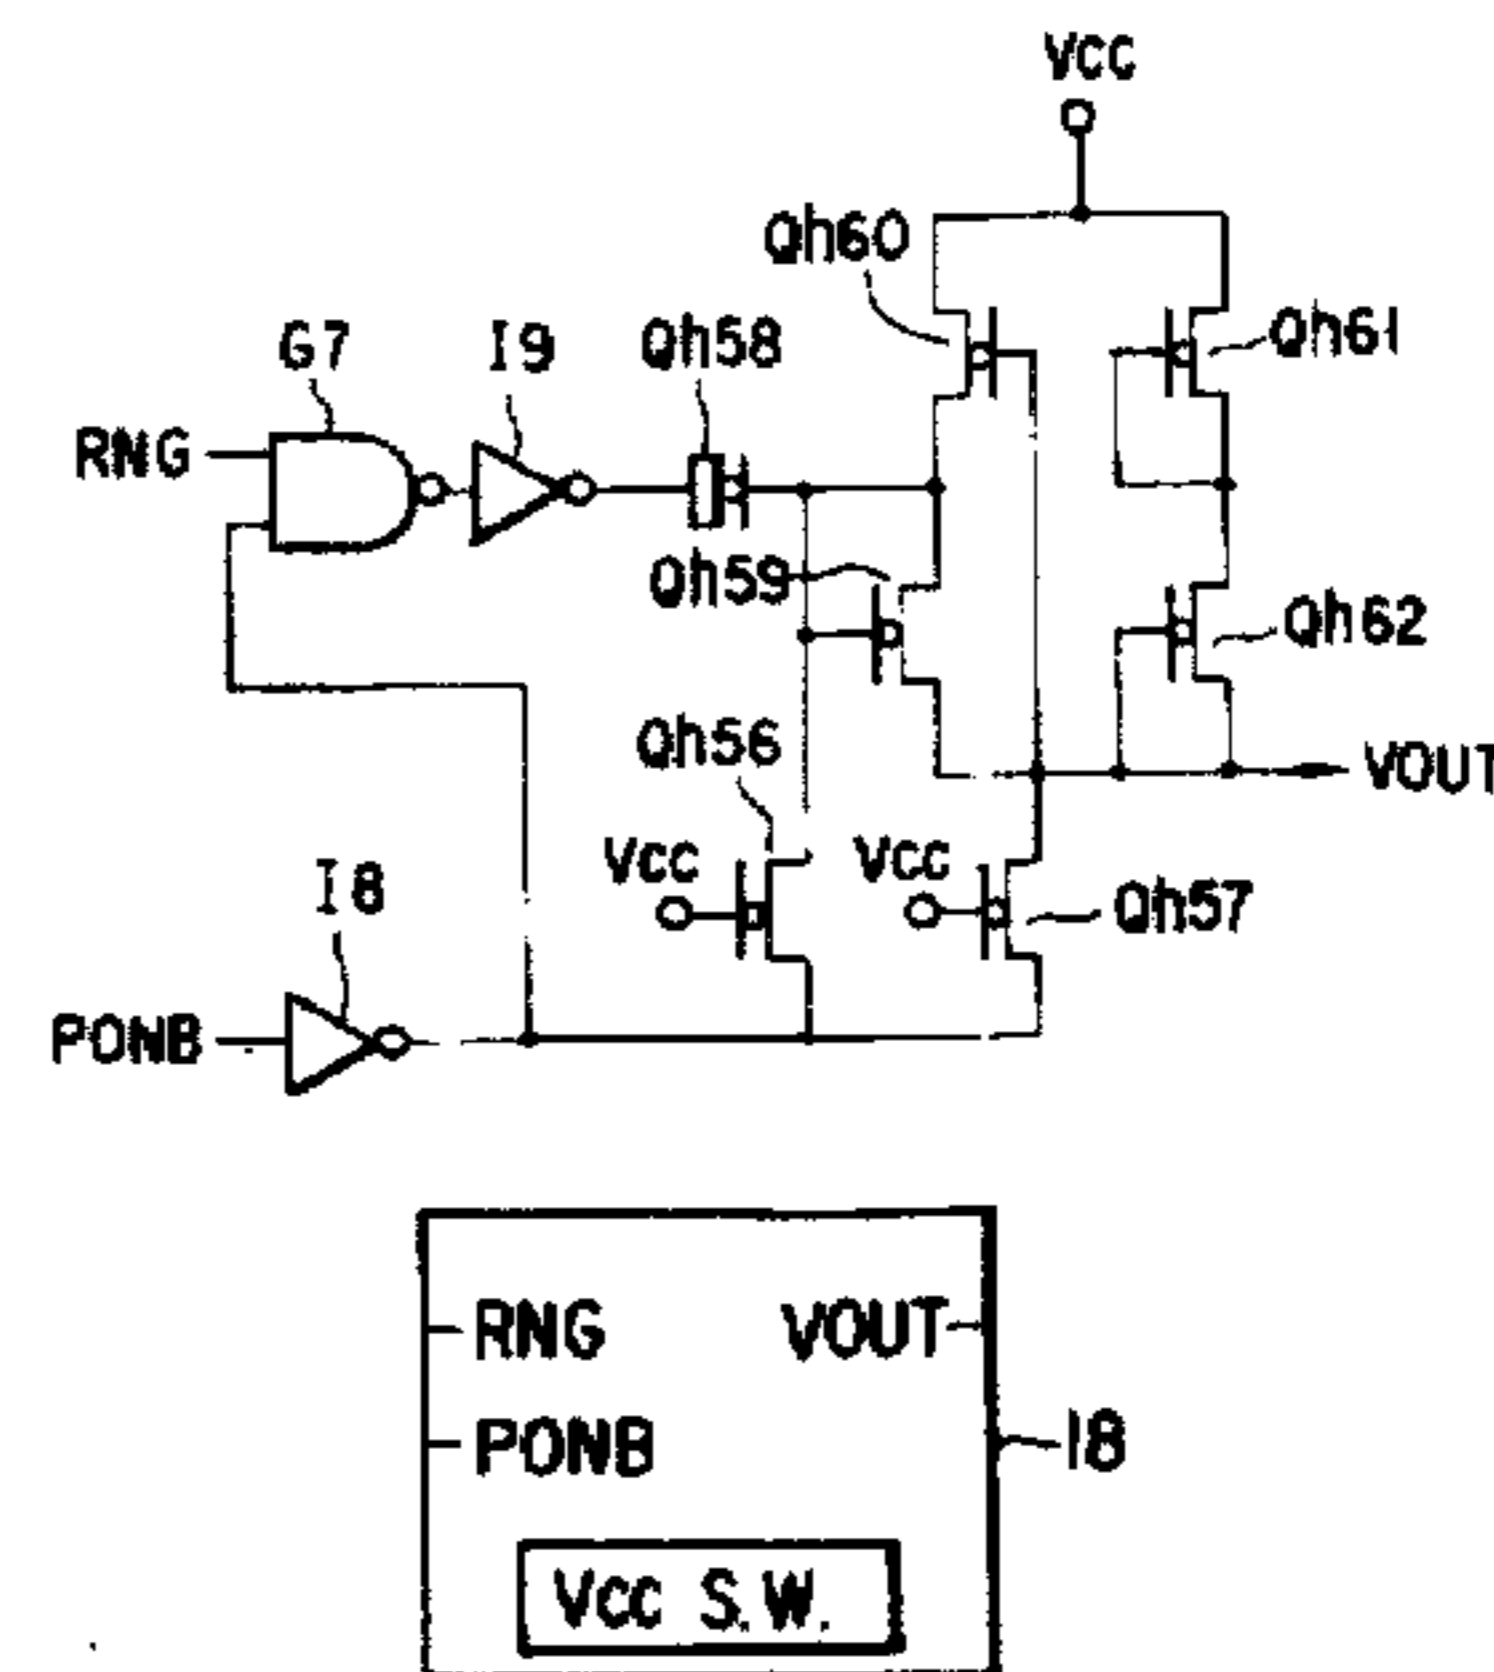 Vcc
Qh60
G7
I9
Qh58
Qh61
RNG
Qh59
Qh62
Qh56
VOUT
Vcc
Vcc
I8
Qh57
PONB
RNG
VOUT
PONB
18
Vcc S.W.